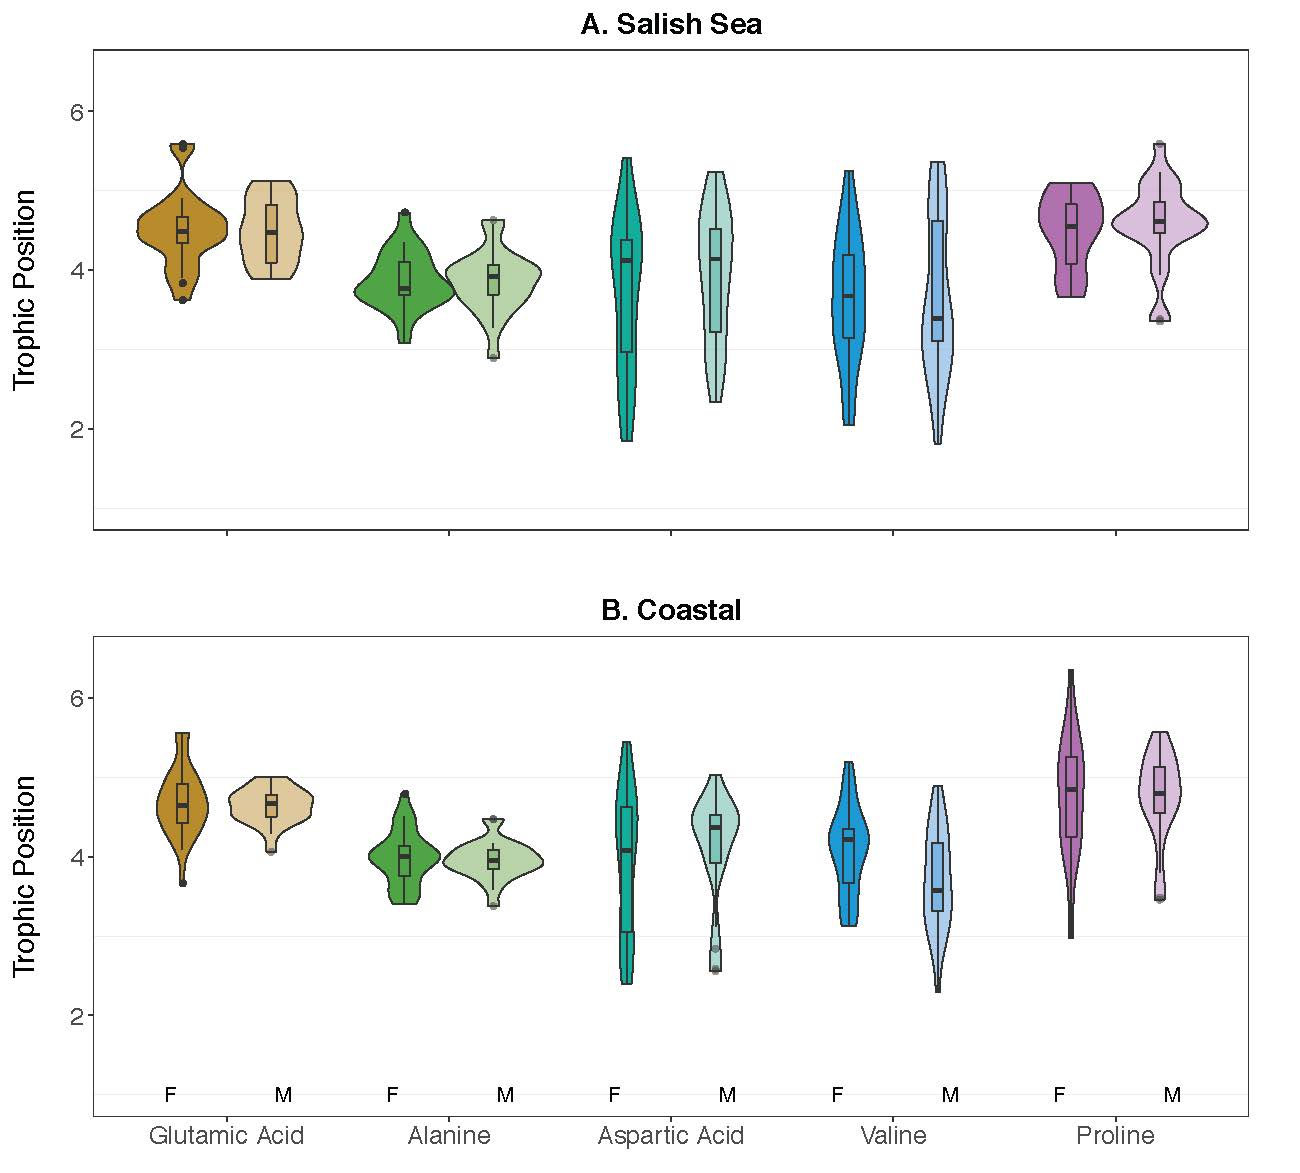 A. Salish Sea
Trophic Position
6
4
2
B. Coastal
Trophic Position
6
4
2
F M F M F M F M F M
Glutamic Acid Alanine Aspartic Acid Valine Proline